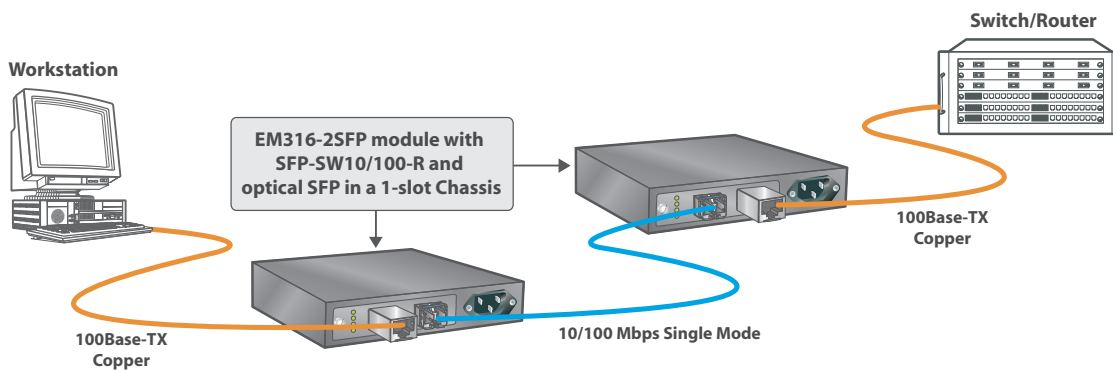 Switch/Router
Workstation
EM316-2SFP module with
SFP-SW10/100-R and
optical SFP in a 1-slot Chassis
100Base-TX
Copper
10/100 Mbps Single Mode
100Base-TX
Copper